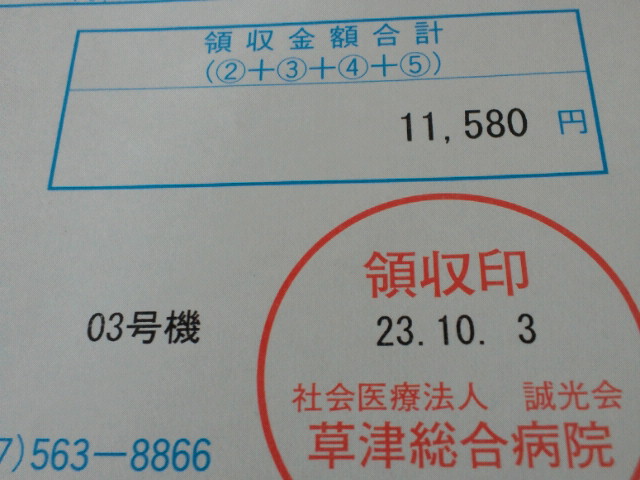 領収金額合計
(②+③+④+⑤)
11,580 円
領収印
03号機
23.10. 3
社会医療法人 誠光会
草津総合病院
7)563-8866